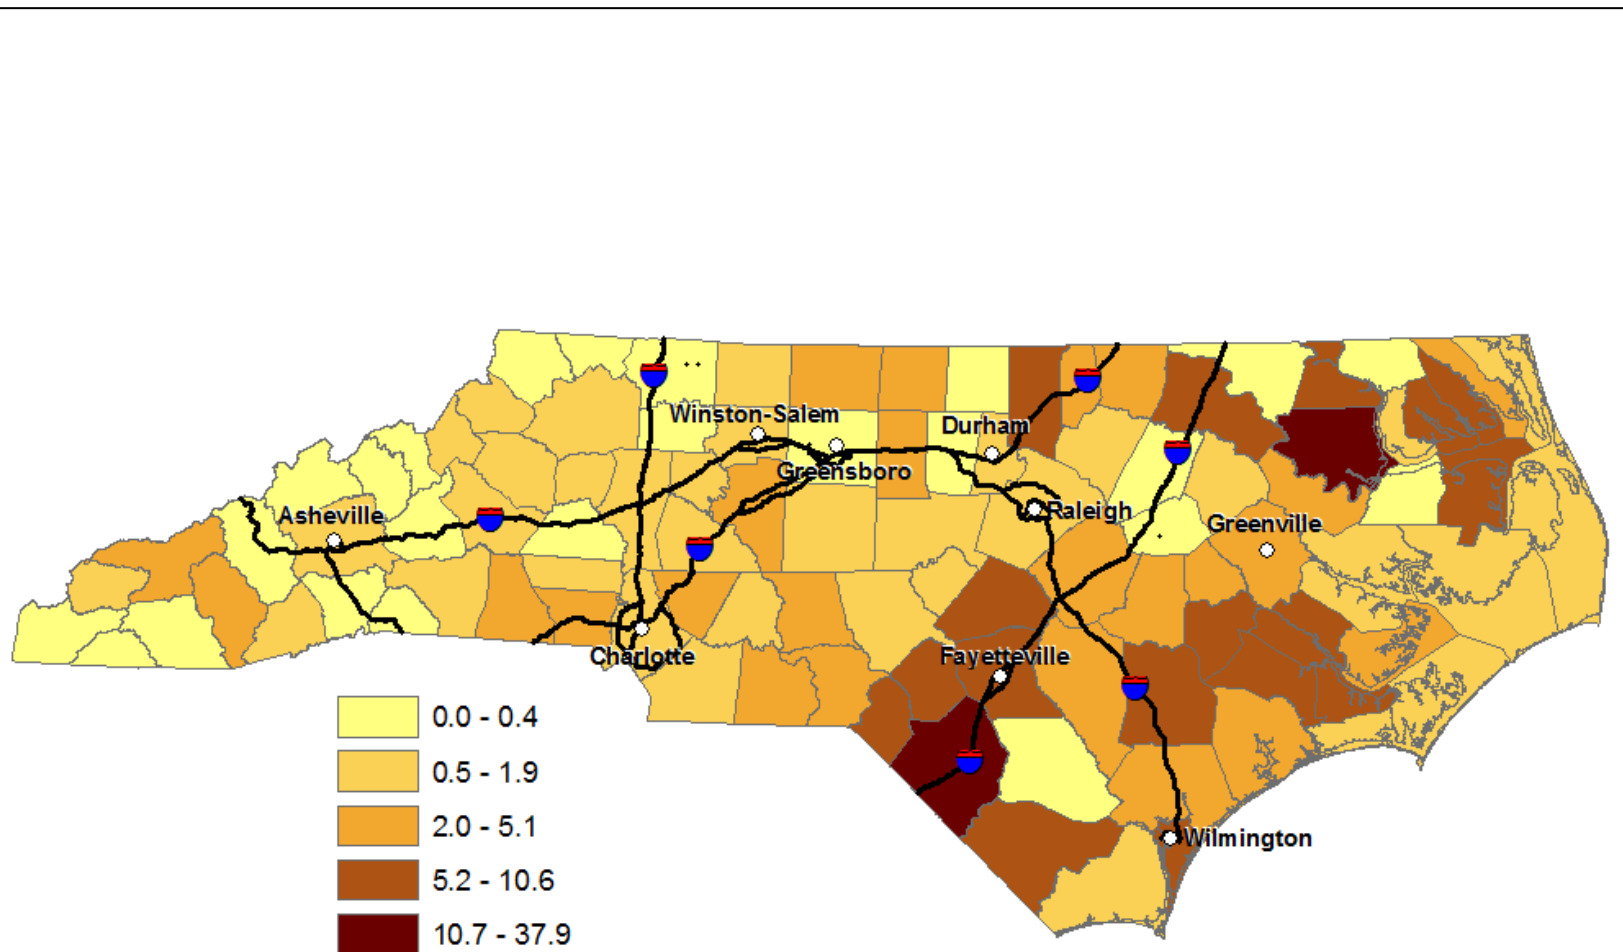 Winston-Salem
Durham
Greensboro
Asheville
Raleigh
Greenville
Charlotte
Fayetteville
Wilmington
0.0 - 0.4
0.5 - 1.9
2.0 - 5.1
5.2 - 10.6
10.7 - 37.9